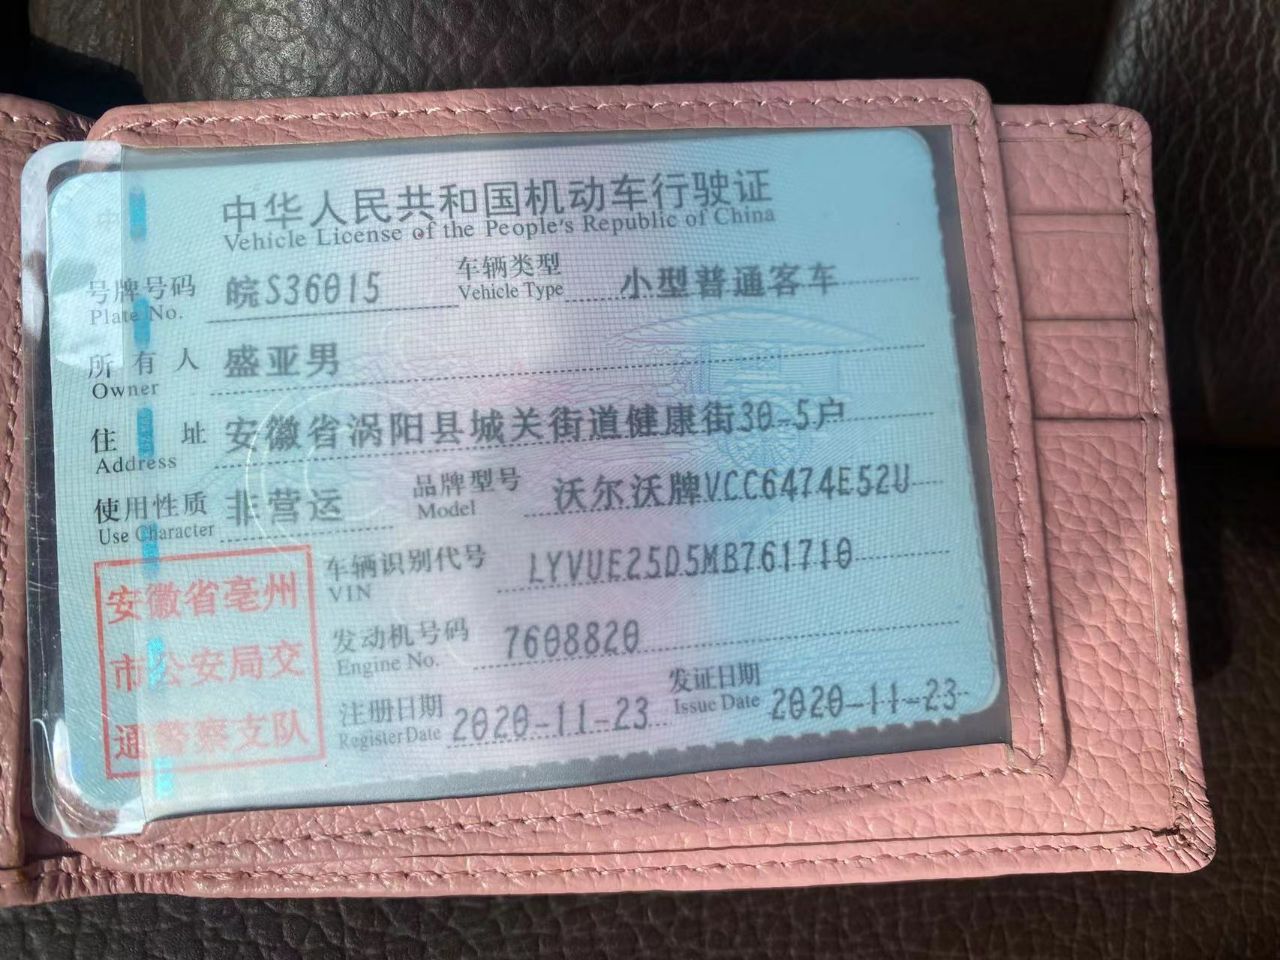 中华人民共和国机动车行驶证
Vehicle License of the People's Republic of China
号牌号码 皖S36015 车辆类型 小型普通客车
Plate No. Vehicle Type
所有人 盛亚男
Owner
住址 安徽省涡阳县城关街道健康街30-5户
Address
使用性质 非营运 品牌型号 沃尔沃牌VCC6474E52U
Use Character Model
安徽省亳州
市公安局交
通警察支队
车辆识别代号 LYVUE25D5MB761710
VIN
发动机号码 7608820
Engine No.
注册日期 2020-11-23 发证日期 2020-11-23
Register Date Issue Date